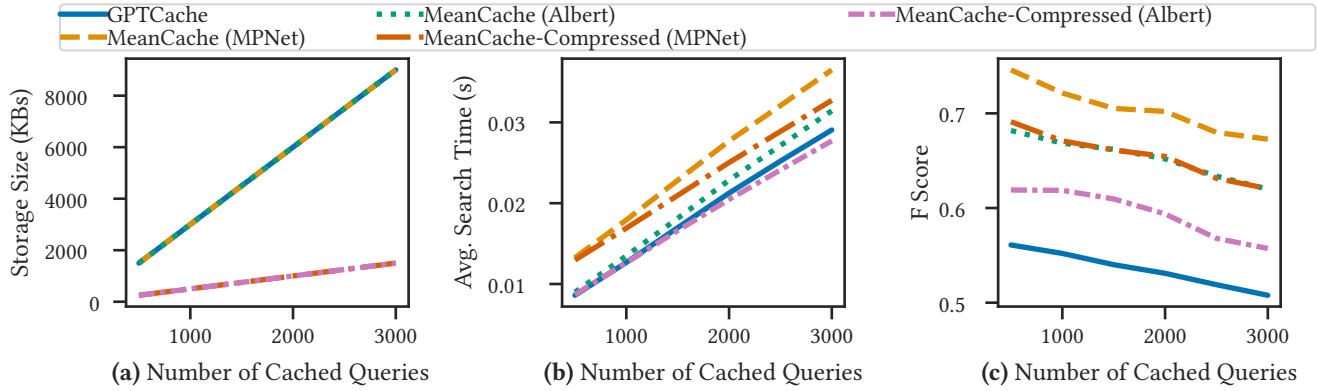 GPTCache
MeanCache (Albert)
MeanCache-Compressed (Albert)
MeanCache (MPNet)
MeanCache-Compressed (MPNet)
Storage Size (KBs)
8000
6000
4000
2000
0
1000
2000
3000
(a) Number of Cached Queries
Avg. Search Time (s)
0.03
0.02
0.01
1000
2000
3000
(b) Number of Cached Queries
F Score
0.7
0.6
0.5
1000
2000
3000
(c) Number of Cached Queries